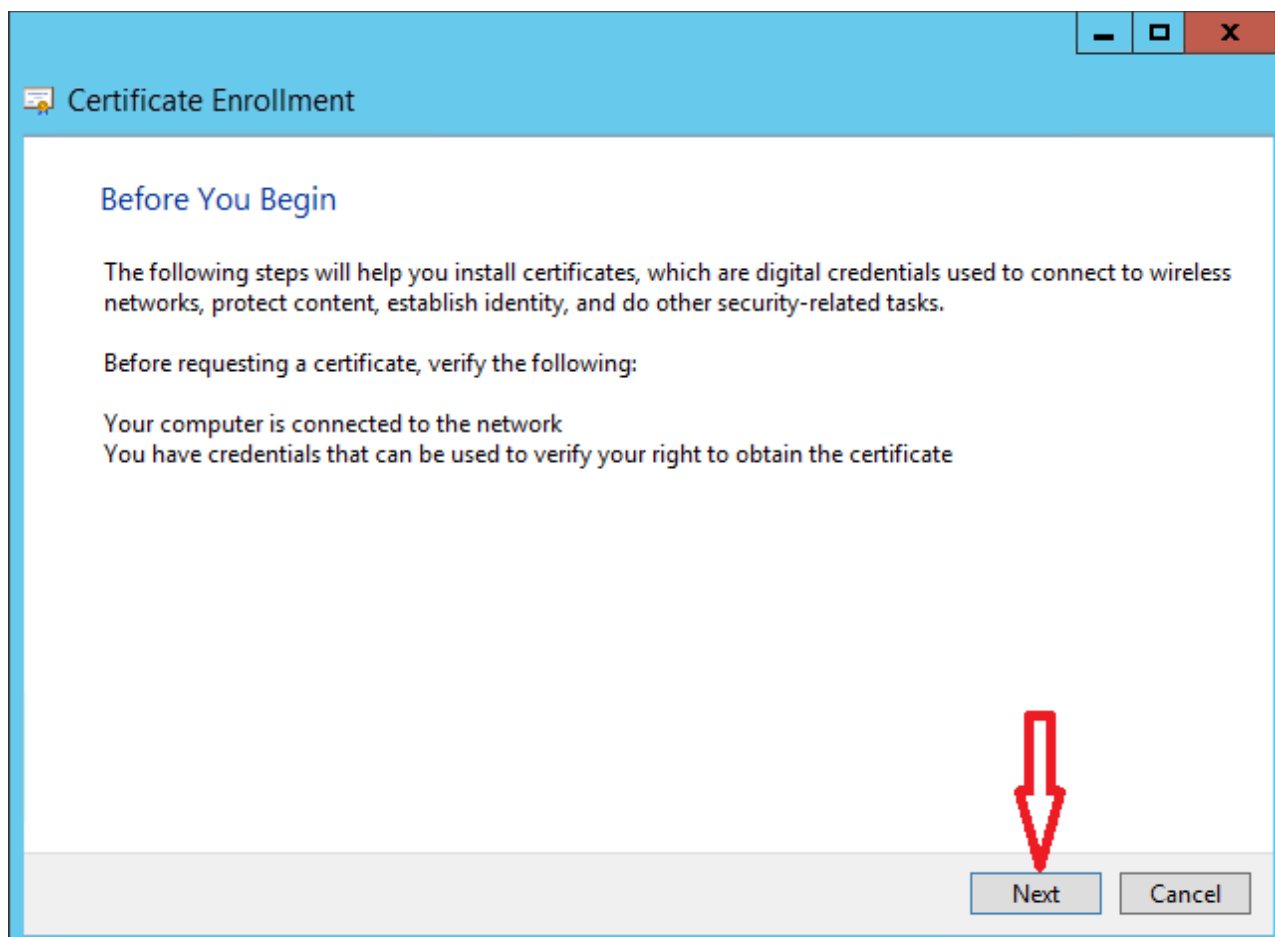 Certificate Enrollment
Before You Begin
The following steps will help you install certificates, which are digital credentials used to connect to wireless
networks, protect content, establish identity, and do other security-related tasks.
Before requesting a certificate, verify the following:
Your computer is connected to the network
You have credentials that can be used to verify your right to obtain the certificate
Next
Cancel